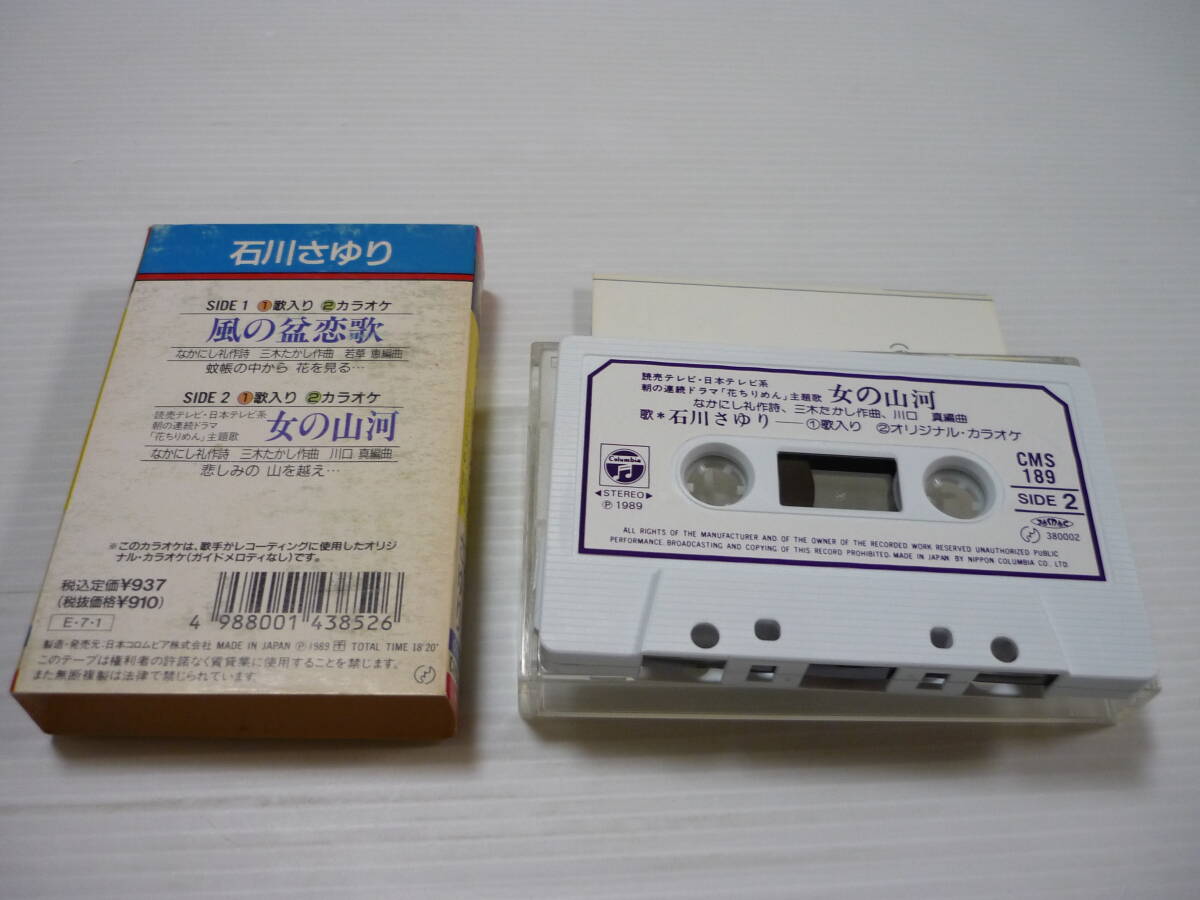 石川さゆり
SIDE 1 ①歌入り ②カラオケ
風の盆恋歌
なかにし礼作詩 三木たかし作曲 若草 恵編曲
蚊帳の中から 花を見る…
SIDE 2 ①歌入り ②カラオケ
読売テレビ・日本テレビ系
朝の連続ドラマ
「花ちりめん」主題歌
女の山河
なかにし礼作詩 三木たかし作曲 川口 真編曲
悲しみの 山を越え…
※このカラオケは、歌手がレコーディングに使用したオリジ
ナル・カラオケ(ガイドメロディなし)です。
税込定価¥937
(税抜価格¥910)
E・7・1
4 988001 438526
製造・発売元:日本コロムビア株式会社 MADE IN JAPAN Ⓟ1989 テ TOTAL TIME 18'20"
このテープは権利者の許諾なく賃貸業に使用することを禁じます。
また無断複製は法律で禁じられています。
読売テレビ・日本テレビ系
朝の連続ドラマ「花ちりめん」主題歌 女の山河
なかにし礼作詩、三木たかし作曲、川口 真編曲
歌*石川さゆり——①歌入り ②オリジナル・カラオケ
Columbia
◀STEREO▶
Ⓟ1989
CMS
189
SIDE 2
JASRAC
380002
ALL RIGHTS OF THE MANUFACTURER AND OF THE OWNER OF THE RECORDED WORK RESERVED UNAUTHORIZED PUBLIC
PERFORMANCE. BROADCASTING AND COPYING OF THIS RECORD PROHIBITED. MADE IN JAPAN BY NIPPON COLUMBIA CO., LTD.